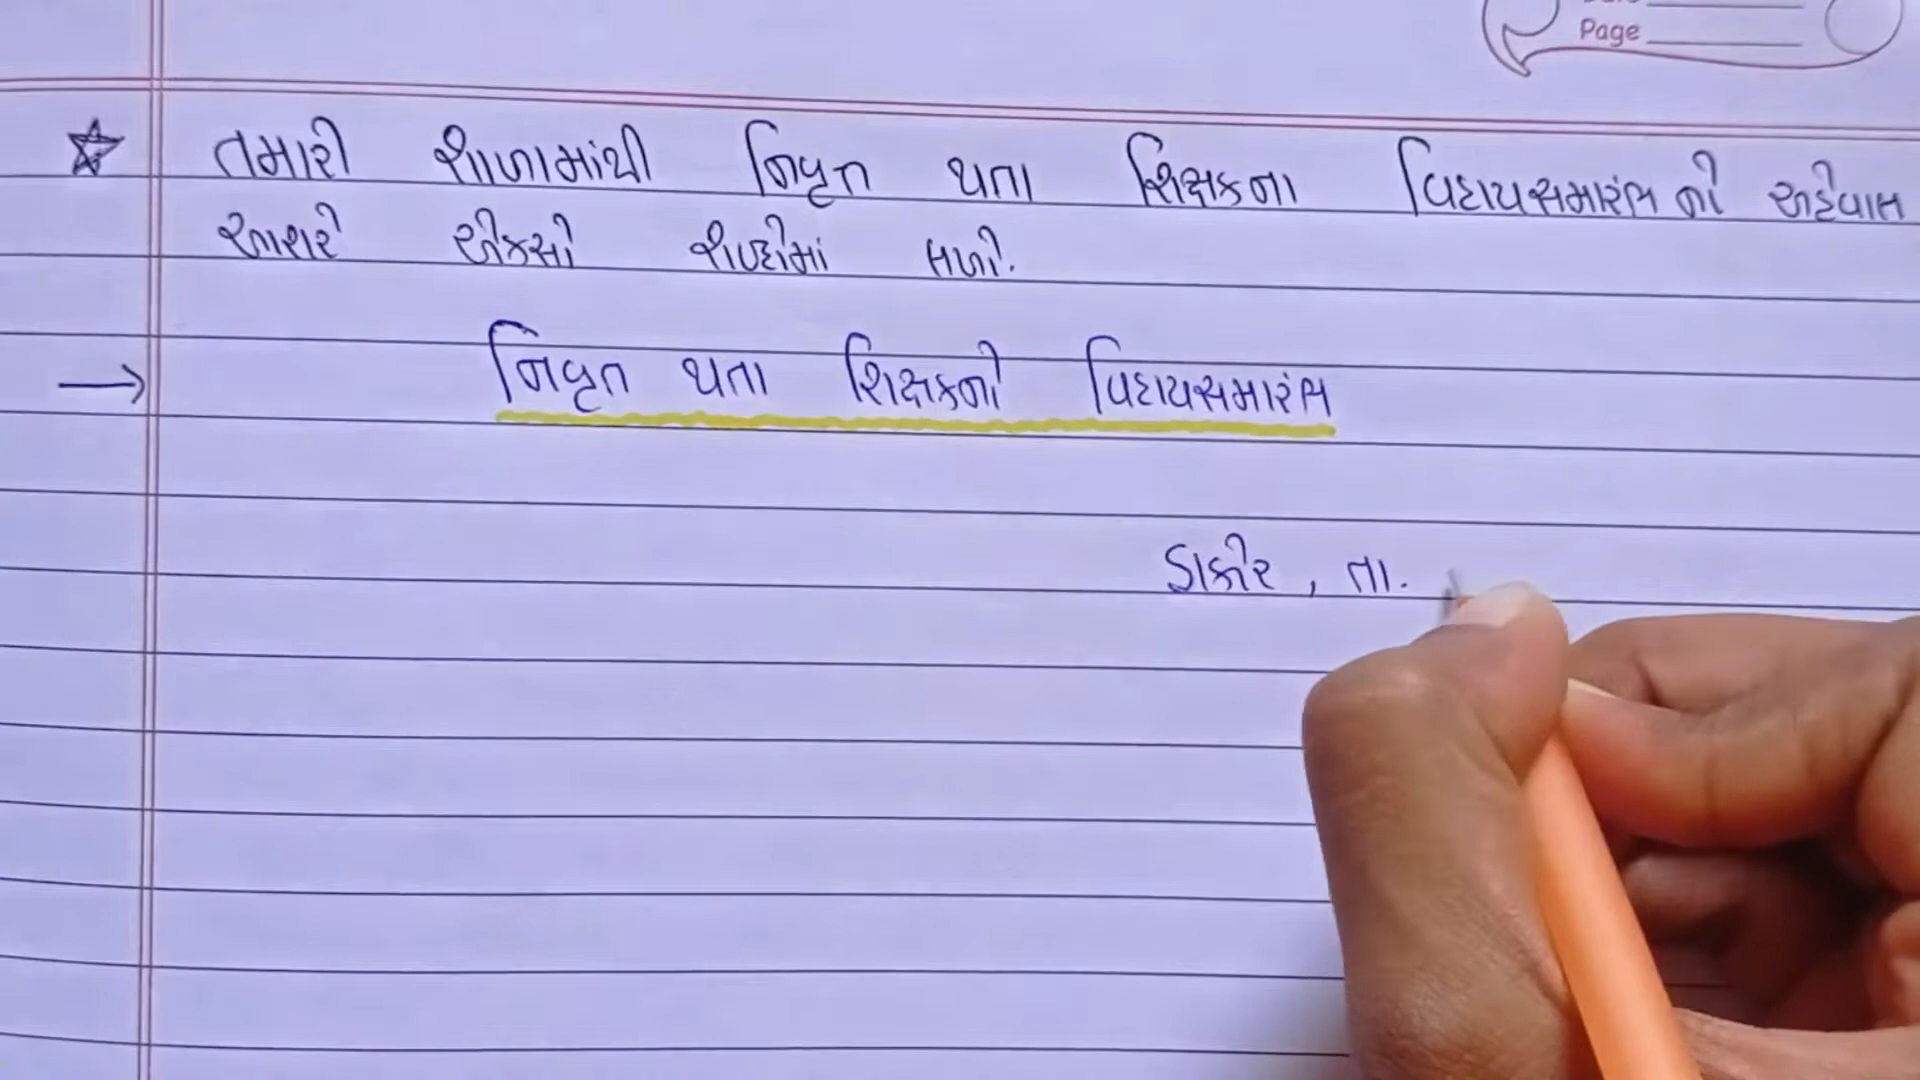 Page
તમારી શાળામાંથી નિવૃત થતા શિક્ષકના વિદાયસમારંભ નો અહેવાલ
આશરે એકસો શબ્દોમાં લખો.
નિવૃત થતા શિક્ષકનો વિદાયસમારંભ
ડાકોર , તા.